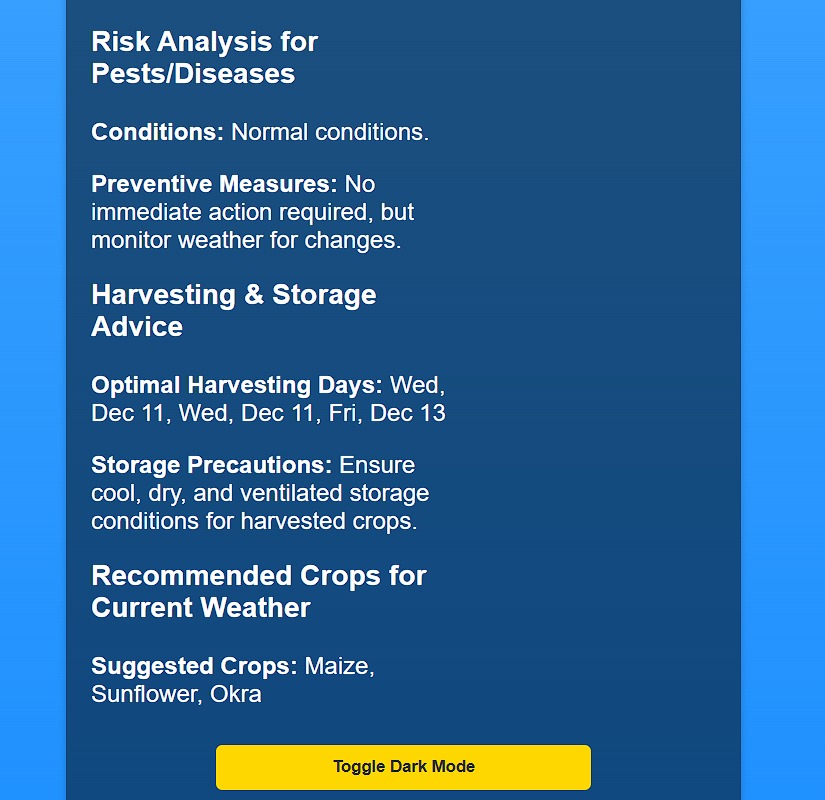 Risk Analysis for
Pests/Diseases
Conditions: Normal conditions.
Preventive Measures: No
immediate action required, but
monitor weather for changes.
Harvesting & Storage
Advice
Optimal Harvesting Days: Wed,
Dec 11, Wed, Dec 11, Fri, Dec 13
Storage Precautions: Ensure
cool, dry, and ventilated storage
conditions for harvested crops.
Recommended Crops for
Current Weather
Suggested Crops: Maize,
Sunflower, Okra
Toggle Dark Mode